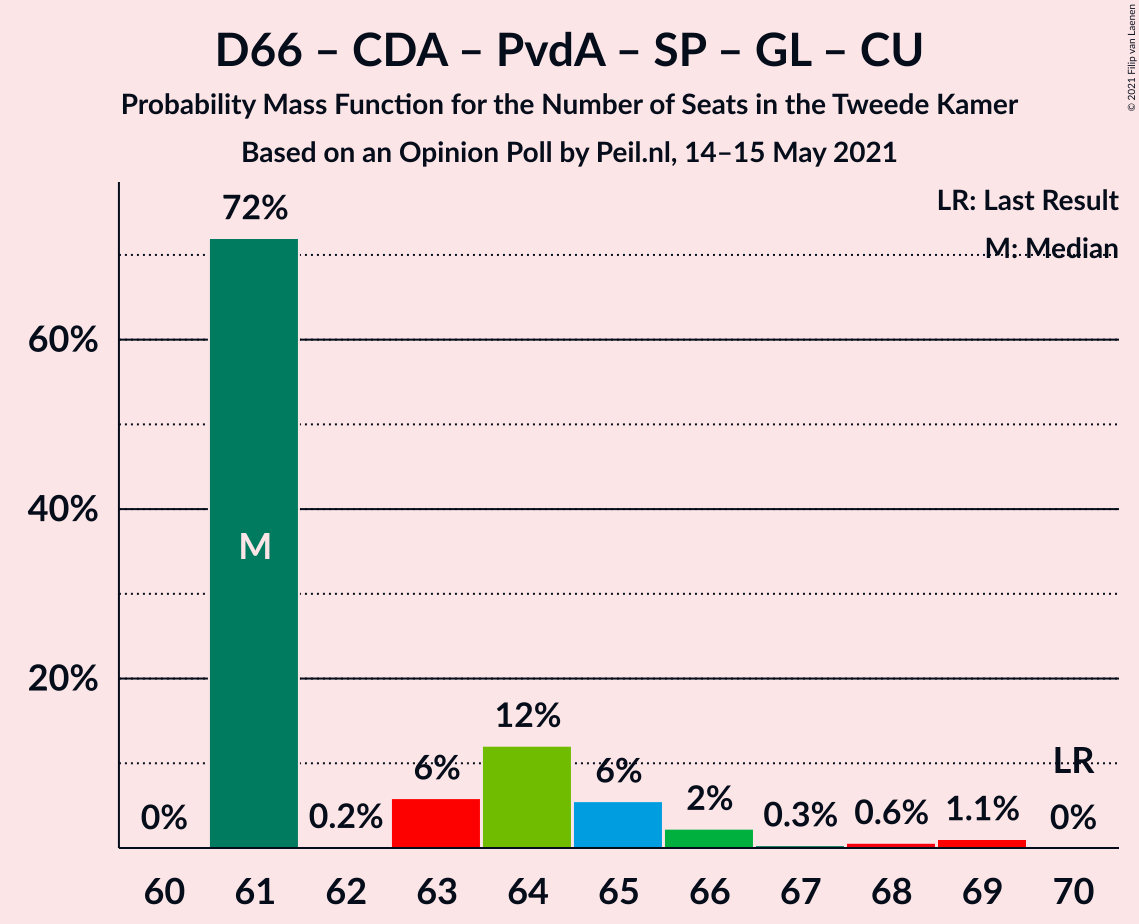 D66 – CDA – PvdA – SP – GL – CU
Probability Mass Function for the Number of Seats in the Tweede Kamer
Based on an Opinion Poll by Peil.nl, 14–15 May 2021
© 2021 Filip van Laenen
LR: Last Result
M: Median
72%
60%
M
40%
20%
12%
6%
6%
LR
0%
0.2%
2%
0.3%
0.6%
1.1%
0%
60 61 62 63 64 65 66 67 68 69 70